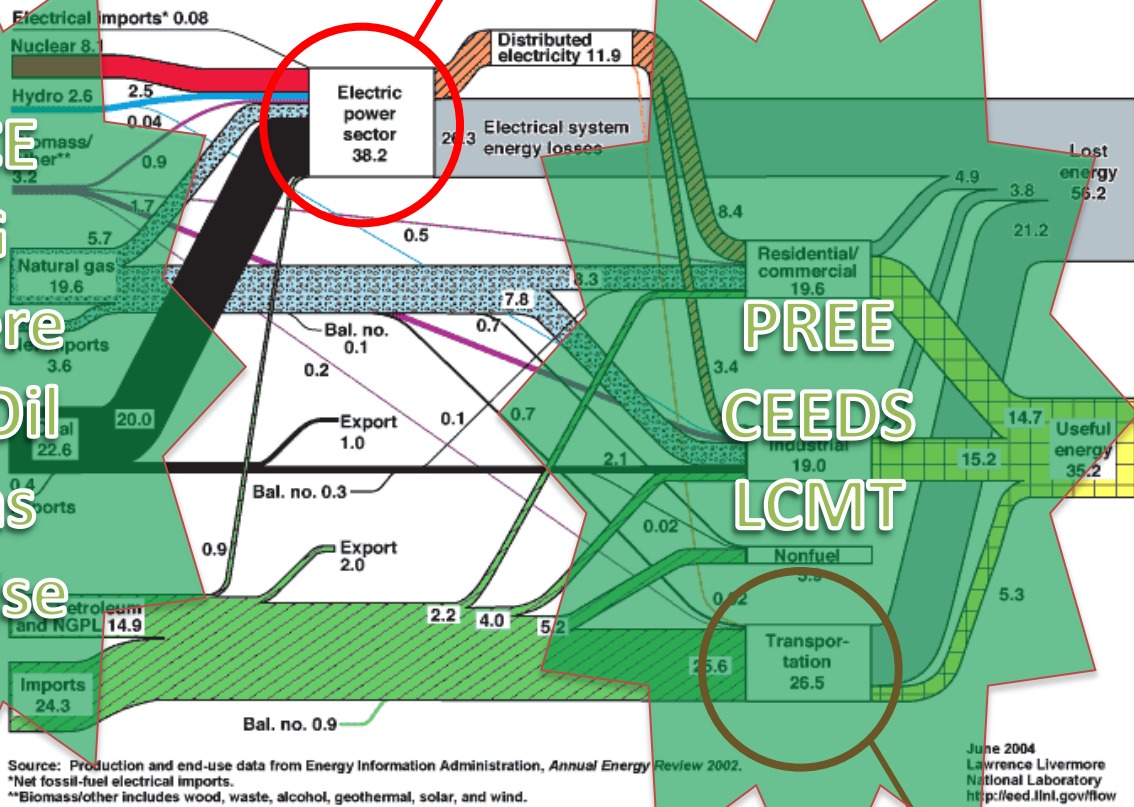 Electrical imports* 0.08
Nuclear 8.1
Hydro 2.6
2.5
0.04
0.9
3.2
1.7
5.7
Natural gas
19.6
3.6
20.0
22.6
0.4
0.9
14.9
and NGPL
Imports
24.3
Electric
power
sector
38.2
Distributed
electricity 11.9
26.3
Electrical system
energy losses
Lost
energy
56.2
4.9
3.8
21.2
8.4
0.5
8.3
7.8
0.7
Bal. no.
0.1
0.2
3.4
0.1
0.7
Export
1.0
2.1
Bal. no. 0.3
Export
2.0
0.02
2.2
4.0
5.2
25.6
Bal. no. 0.9
Residential/
commercial
19.6
PREE
CEEDS
LCMT
Industrial
19.0
Nonfuel
Transpor-
tation
26.5
14.7
15.2
Useful
energy
35.2
5.3
Source: Production and end-use data from Energy Information Administration, Annual Energy Review 2002.
*Net fossil-fuel electrical imports.
**Biomass/other includes wood, waste, alcohol, geothermal, solar, and wind.
June 2004
Lawrence Livermore
National Laboratory
http://eed.llnl.gov/flow